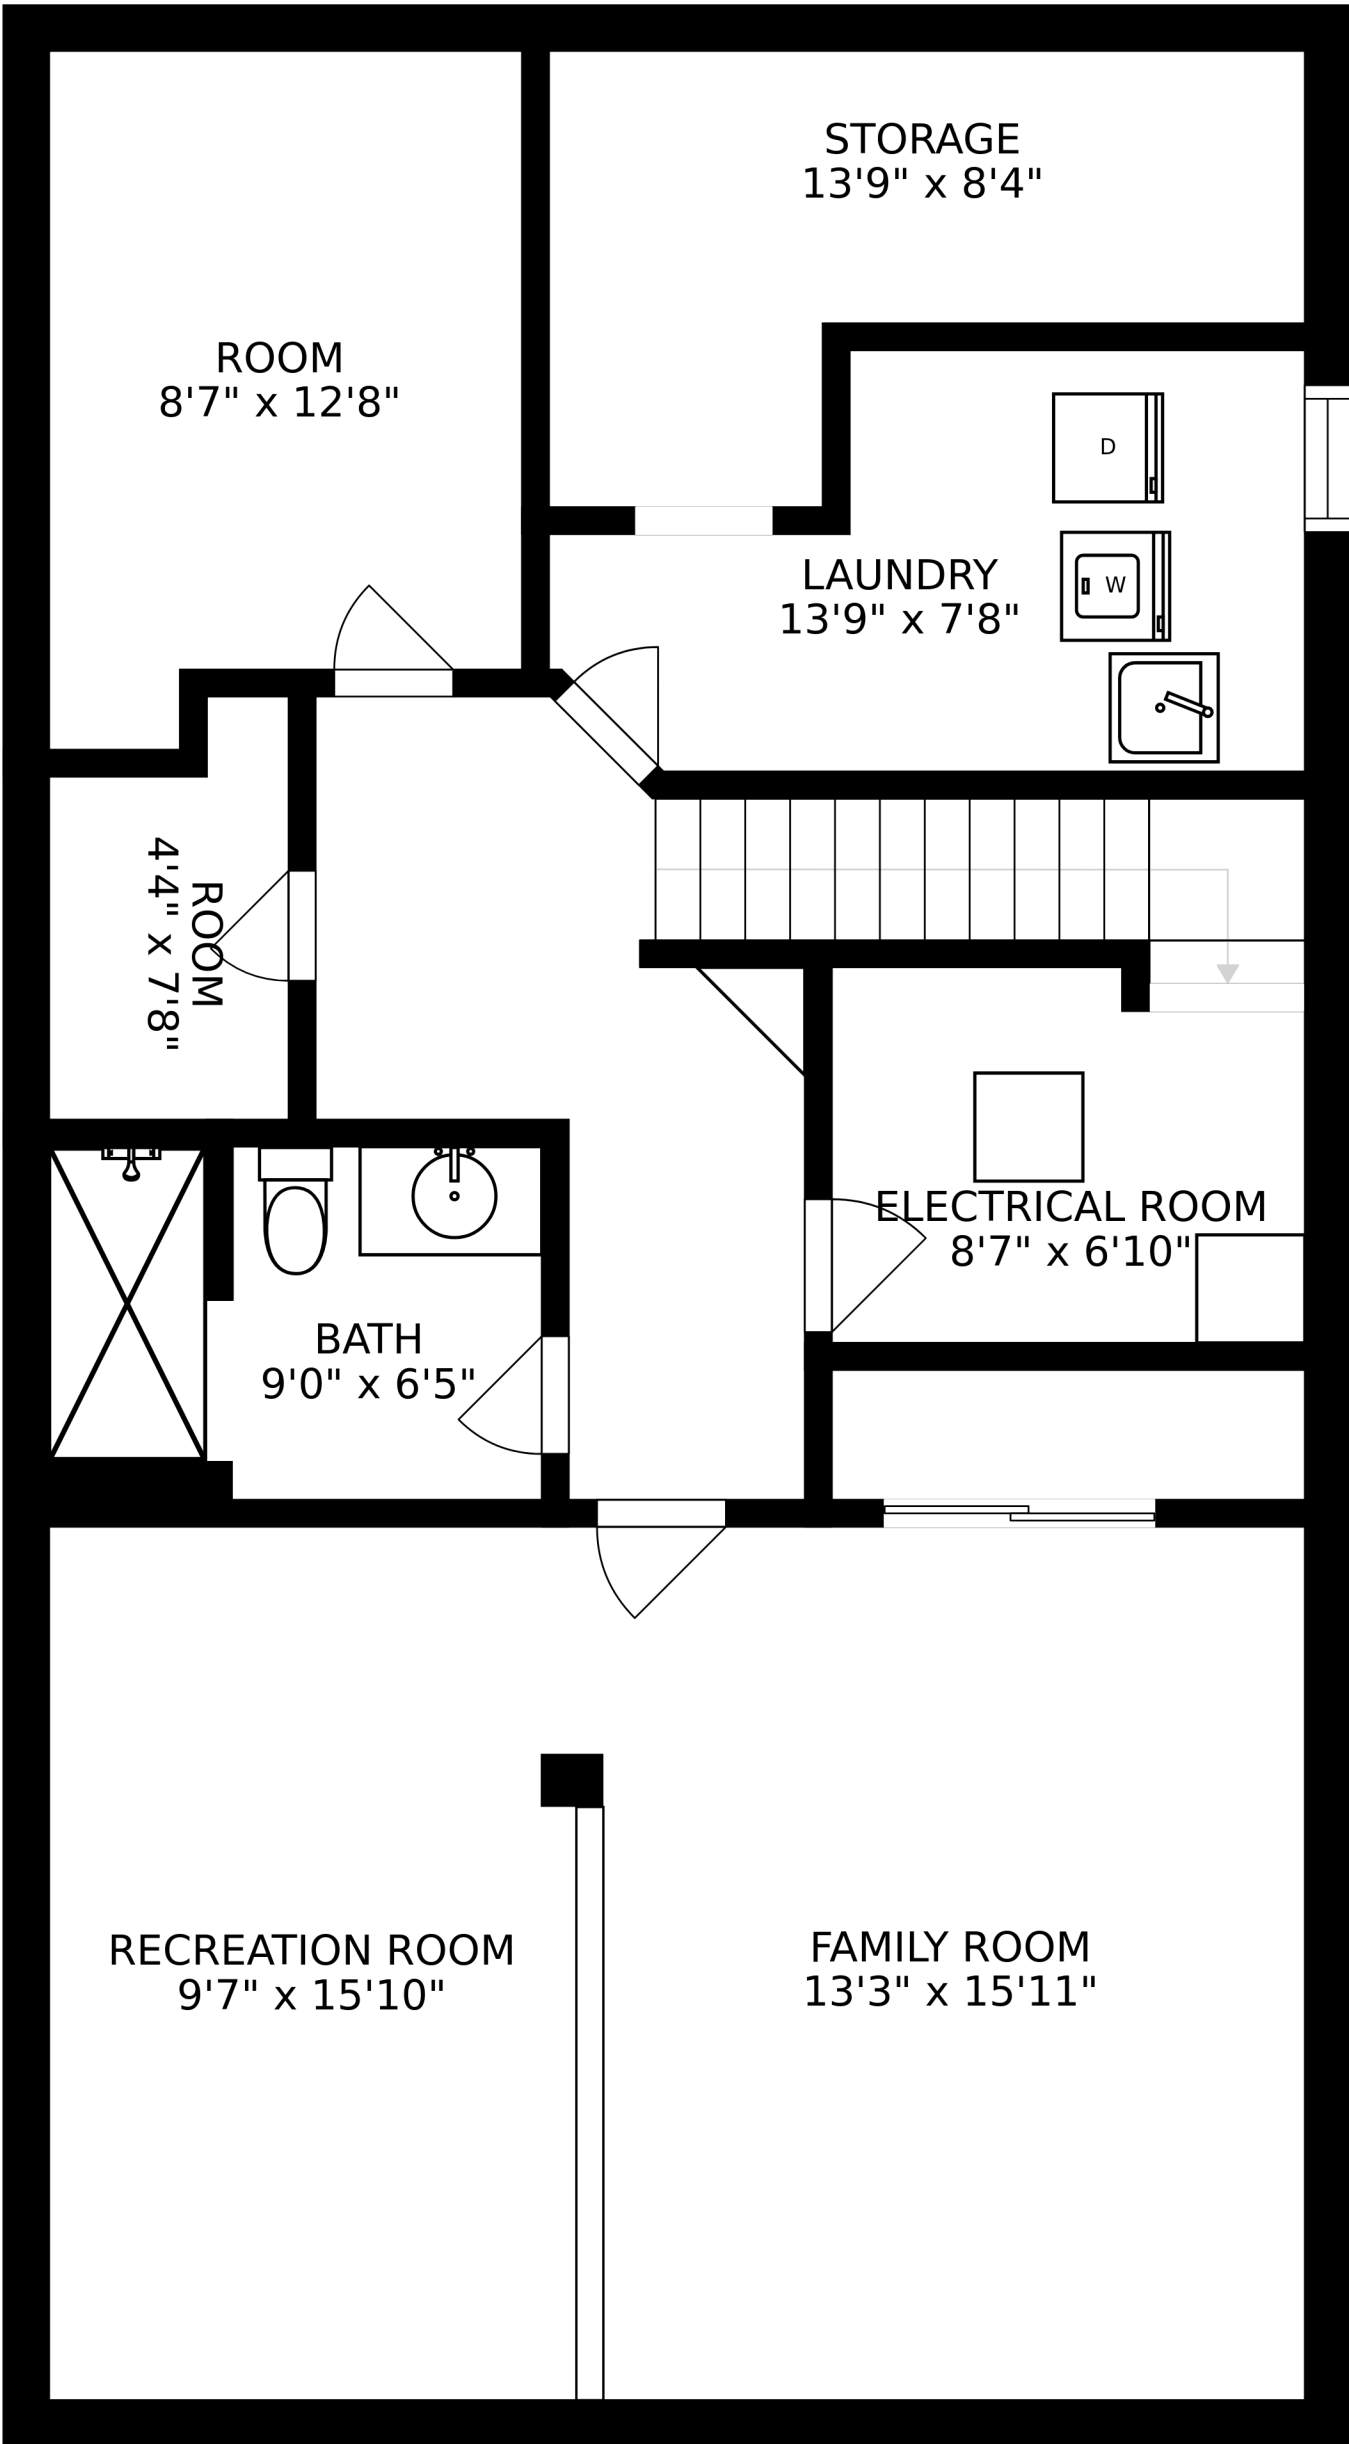 STORAGE
13'9" x 8'4"
ROOM
8'7" x 12'8"
D
W
LAUNDRY
13'9" x 7'8"
ROOM
4'4" x 7'8"
ELECTRICAL ROOM
8'7" x 6'10"
BATH
9'0" x 6'5"
RECREATION ROOM
9'7" x 15'10"
FAMILY ROOM
13'3" x 15'11"